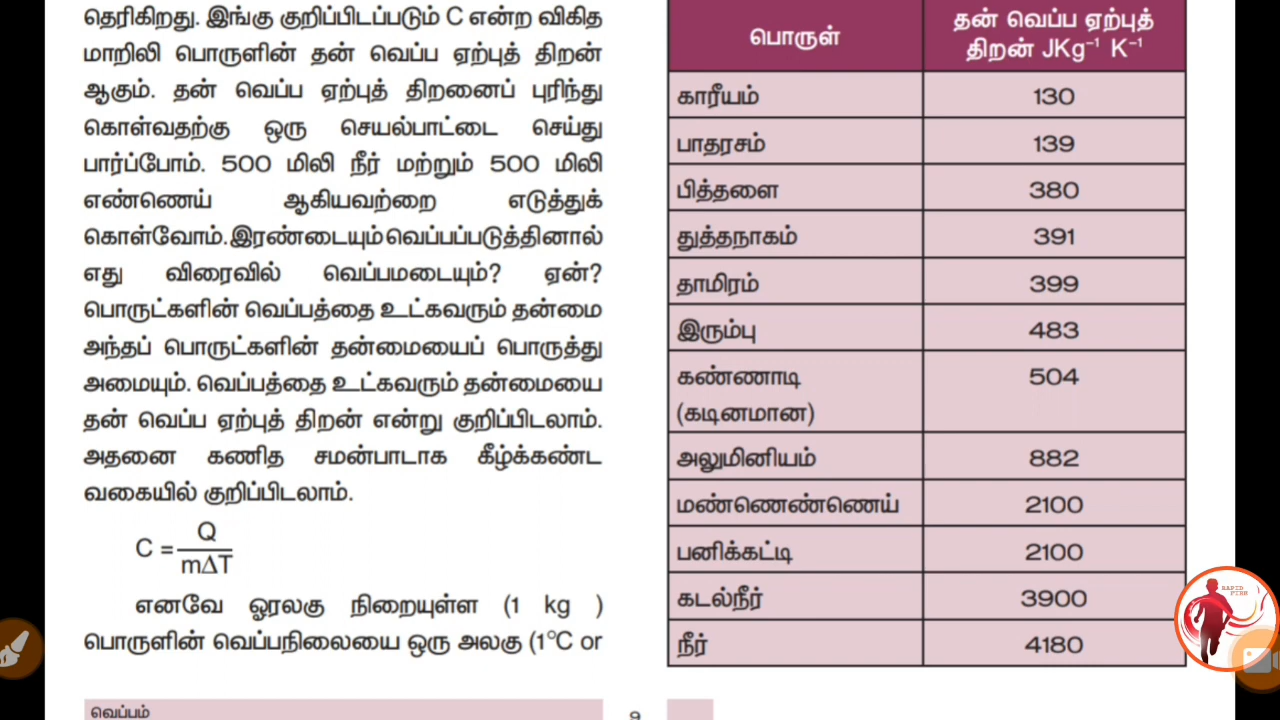 தெரிகிறது. இங்கு குறிப்பிடப்படும் C என்ற விகித
மாறிலி பொருளின் தன் வெப்ப ஏற்புத் திறன்
ஆகும். தன் வெப்ப ஏற்புத் திறனைப் புரிந்து
கொள்வதற்கு ஒரு செயல்பாட்டை செய்து
பார்ப்போம். 500 மிலி நீர் மற்றும் 500 மிலி
எண்ணெய் ஆகியவற்றை எடுத்துக்
கொள்வோம்.இரண்டையும் வெப்பப்படுத்தினால்
எது விரைவில் வெப்பமடையும்? ஏன்?
பொருட்களின் வெப்பத்தை உட்கவரும் தன்மை
அந்தப் பொருட்களின் தன்மையைப் பொருத்து
அமையும். வெப்பத்தை உட்கவரும் தன்மையை
தன் வெப்ப ஏற்புத் திறன் என்று குறிப்பிடலாம்.
அதனை கணித சமன்பாடாக கீழ்க்கண்ட
வகையில் குறிப்பிடலாம்.
C = Q / mΔT
எனவே ஓரலகு நிறையுள்ள (1 kg )
பொருளின் வெப்பநிலையை ஒரு அலகு (1°C or
வெப்பம்
9
பொருள் தன் வெப்ப ஏற்புத்
திறன் JKg⁻¹ K⁻¹
காரீயம் 130
பாதரசம் 139
பித்தளை 380
துத்தநாகம் 391
தாமிரம் 399
இரும்பு 483
கண்ணாடி 504
(கடினமான)
அலுமினியம் 882
மண்ணெண்ணெய் 2100
பனிக்கட்டி 2100
கடல்நீர் 3900
நீர் 4180
RAPID